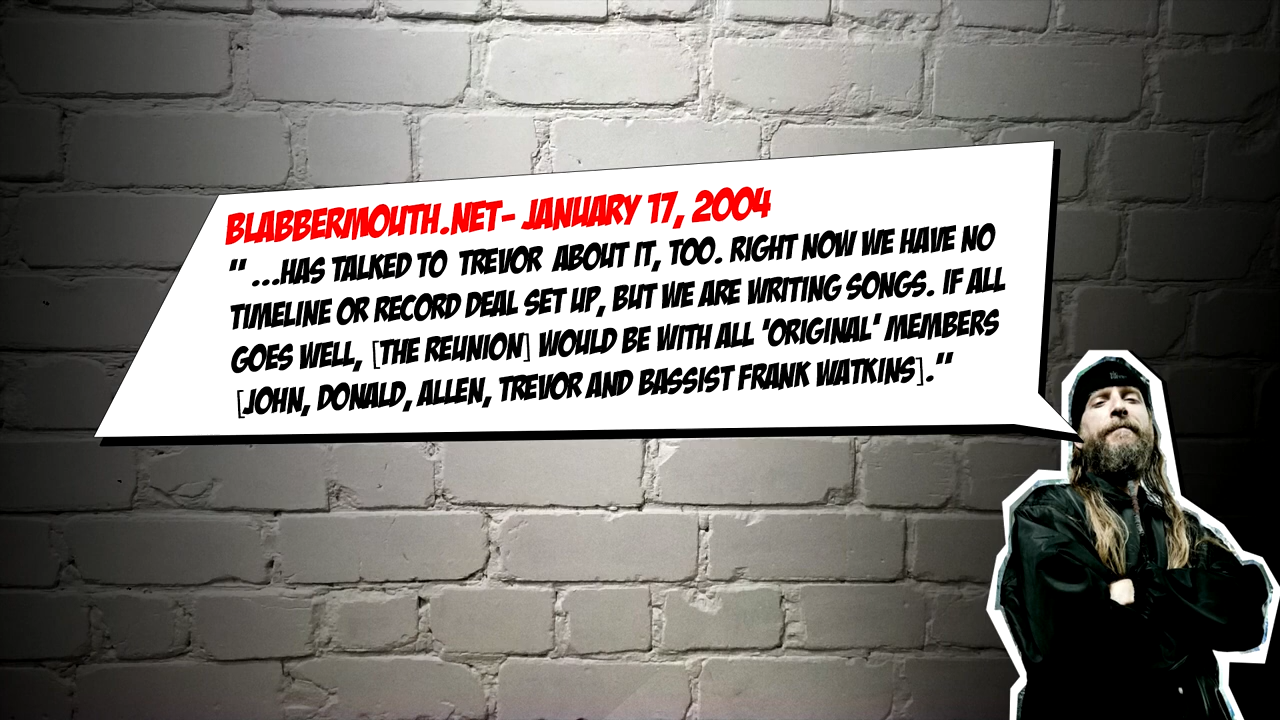 BLABBERMOUTH.NET- JANUARY 17, 2004
“ ...HAS TALKED TO TREVOR ABOUT IT, TOO. RIGHT NOW WE HAVE NO
TIMELINE OR RECORD DEAL SET UP, BUT WE ARE WRITING SONGS. IF ALL
GOES WELL, [THE REUNION] WOULD BE WITH ALL 'ORIGINAL' MEMBERS
[JOHN, DONALD, ALLEN, TREVOR AND BASSIST FRANK WATKINS]."